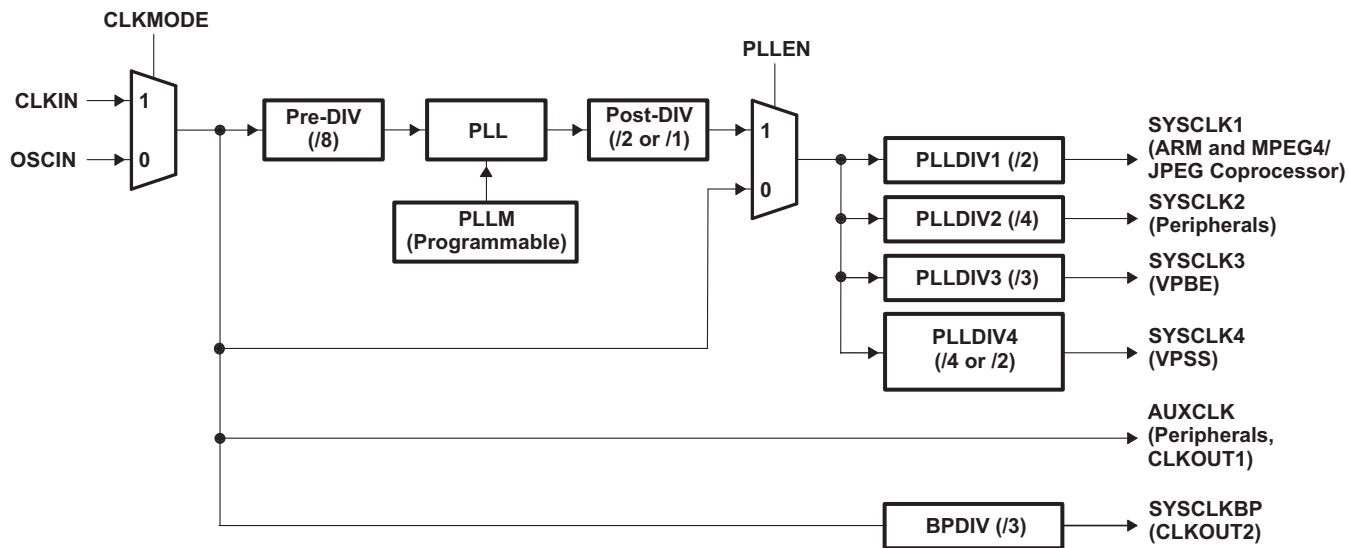 CLKMODE
CLKIN
1
OSCIN
0
Pre-DIV
(/8)
PLL
Post-DIV
(/2 or /1)
PLLM
(Programmable)
PLLEN
1
0
PLLDIV1 (/2)
SYSCLK1
(ARM and MPEG4/
JPEG Coprocessor)
PLLDIV2 (/4)
SYSCLK2
(Peripherals)
PLLDIV3 (/3)
SYSCLK3
(VPBE)
PLLDIV4
(/4 or /2)
SYSCLK4
(VPSS)
AUXCLK
(Peripherals,
CLKOUT1)
BPDIV (/3)
SYSCLKBP
(CLKOUT2)